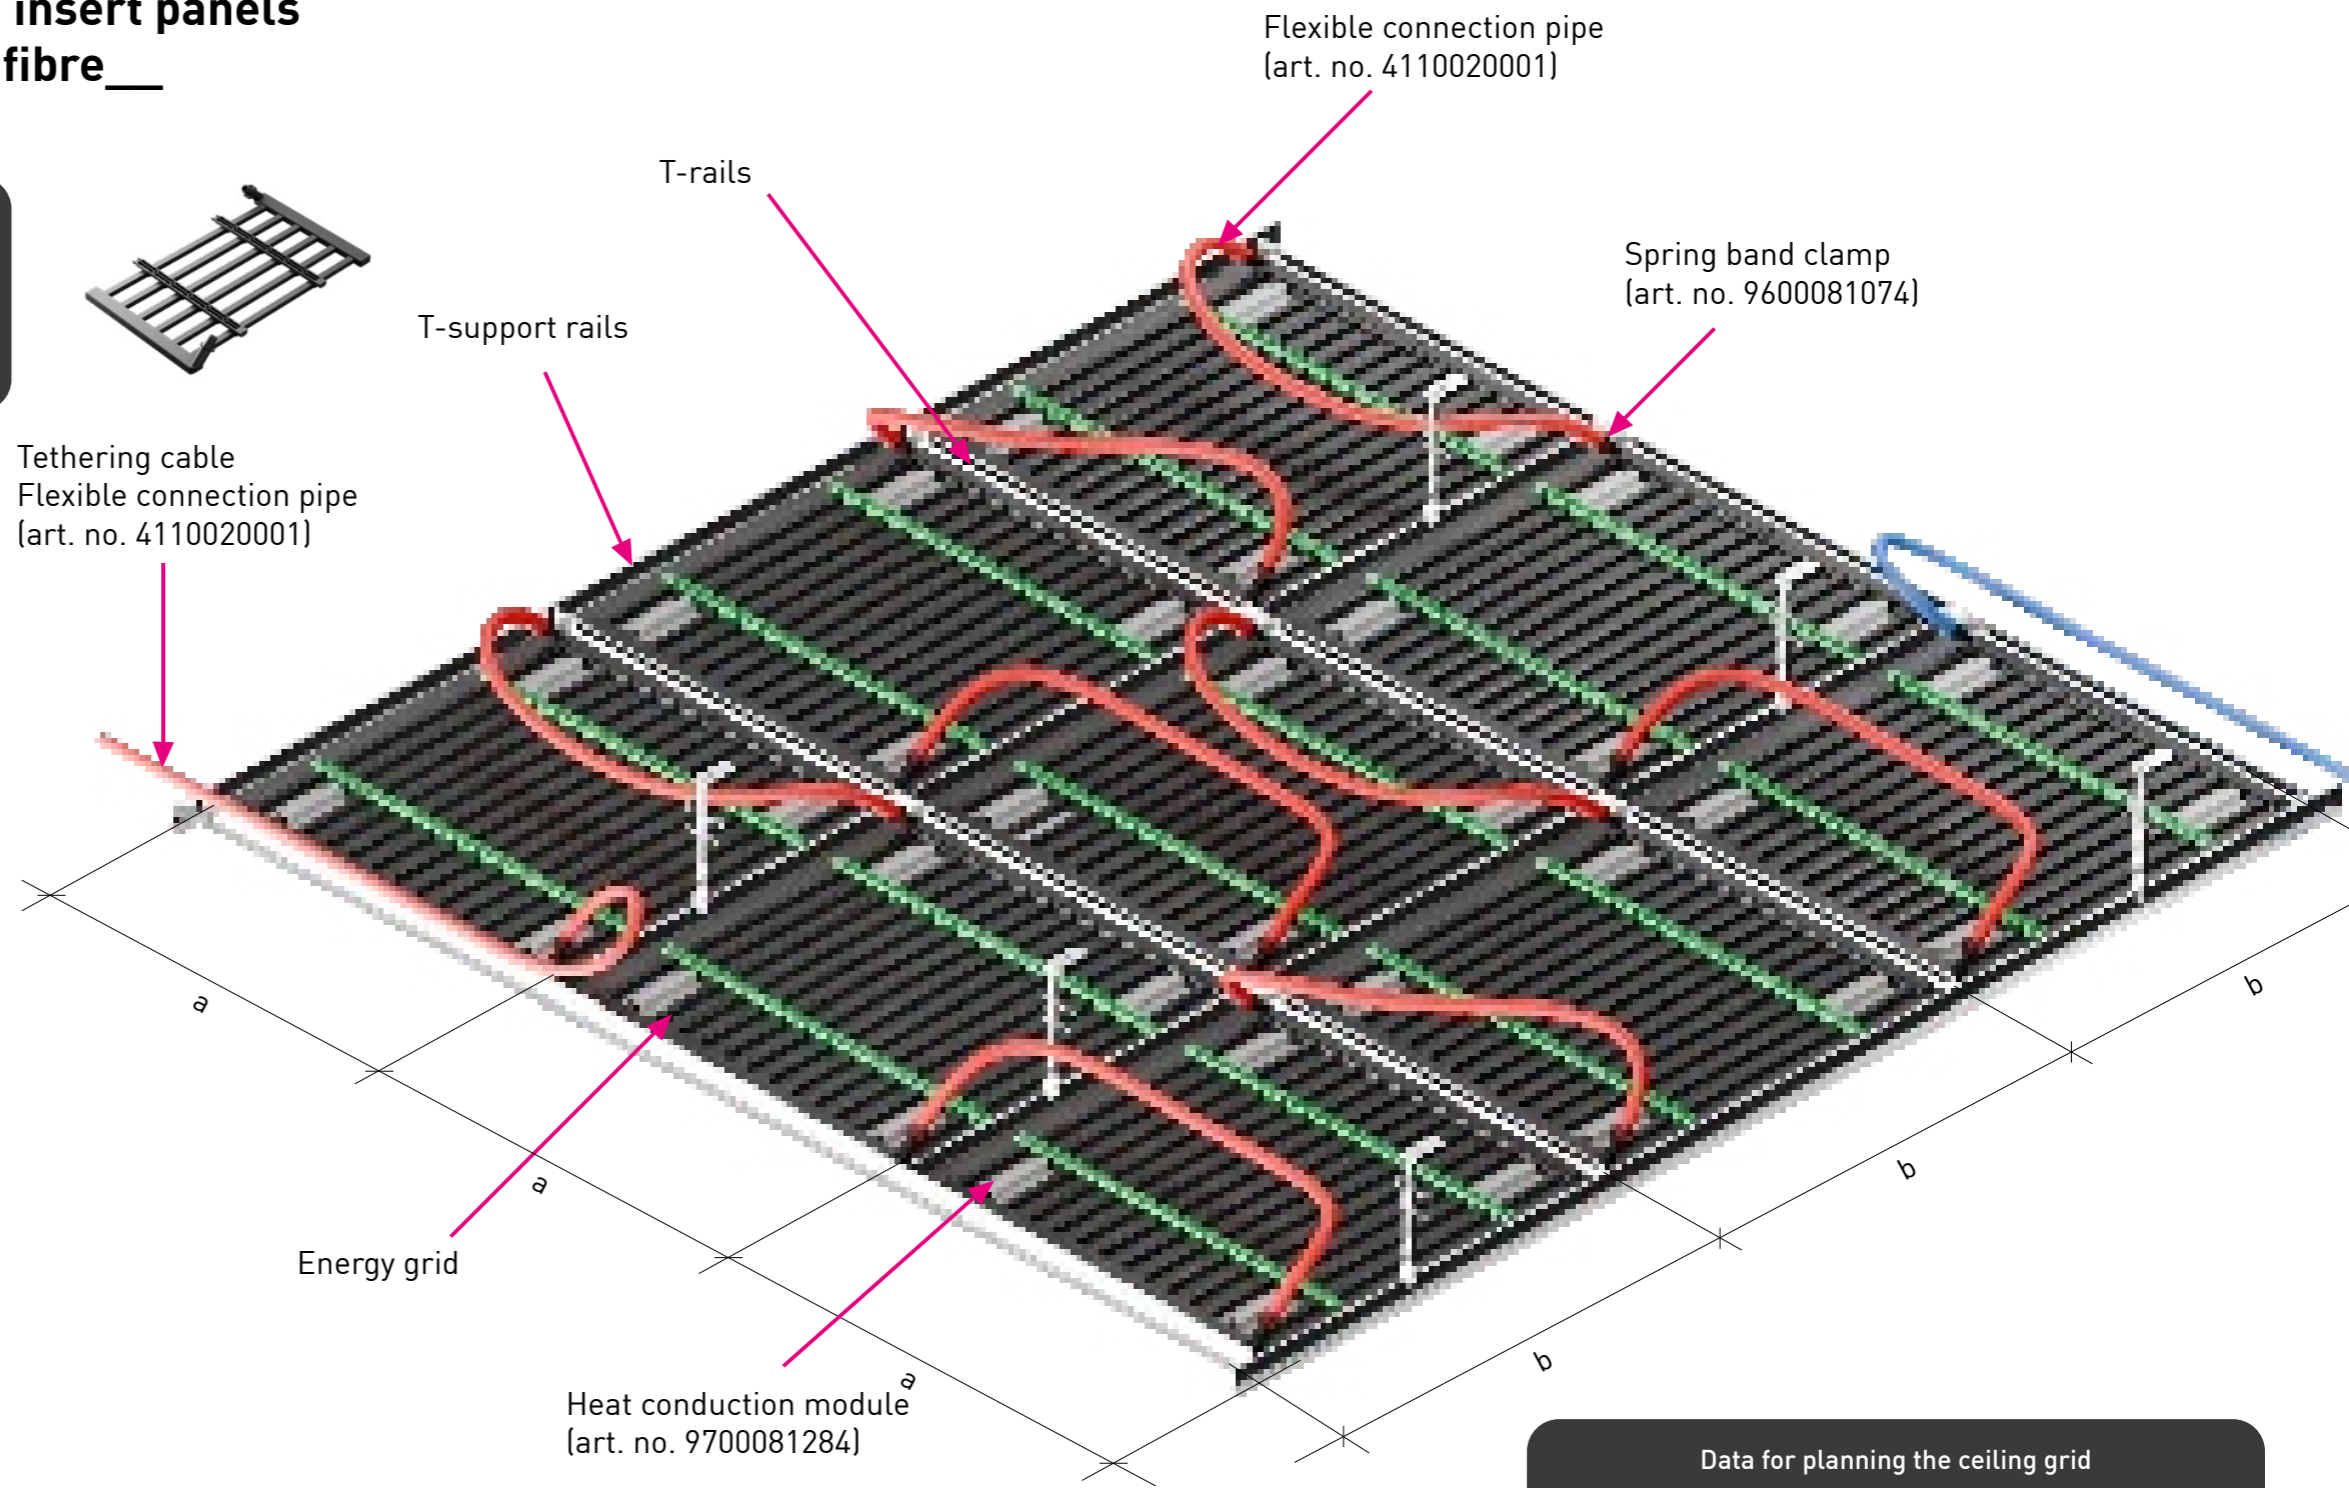 insert panels
fibre__
Flexible connection pipe
(art. no. 4110020001)
T-rails
Spring band clamp
(art. no. 9600081074)
T-support rails
Tethering cable
Flexible connection pipe
(art. no. 4110020001)
a
a
a
b
b
b
Energy grid
Heat conduction module
(art. no. 9700081284)
Data for planning the ceiling grid